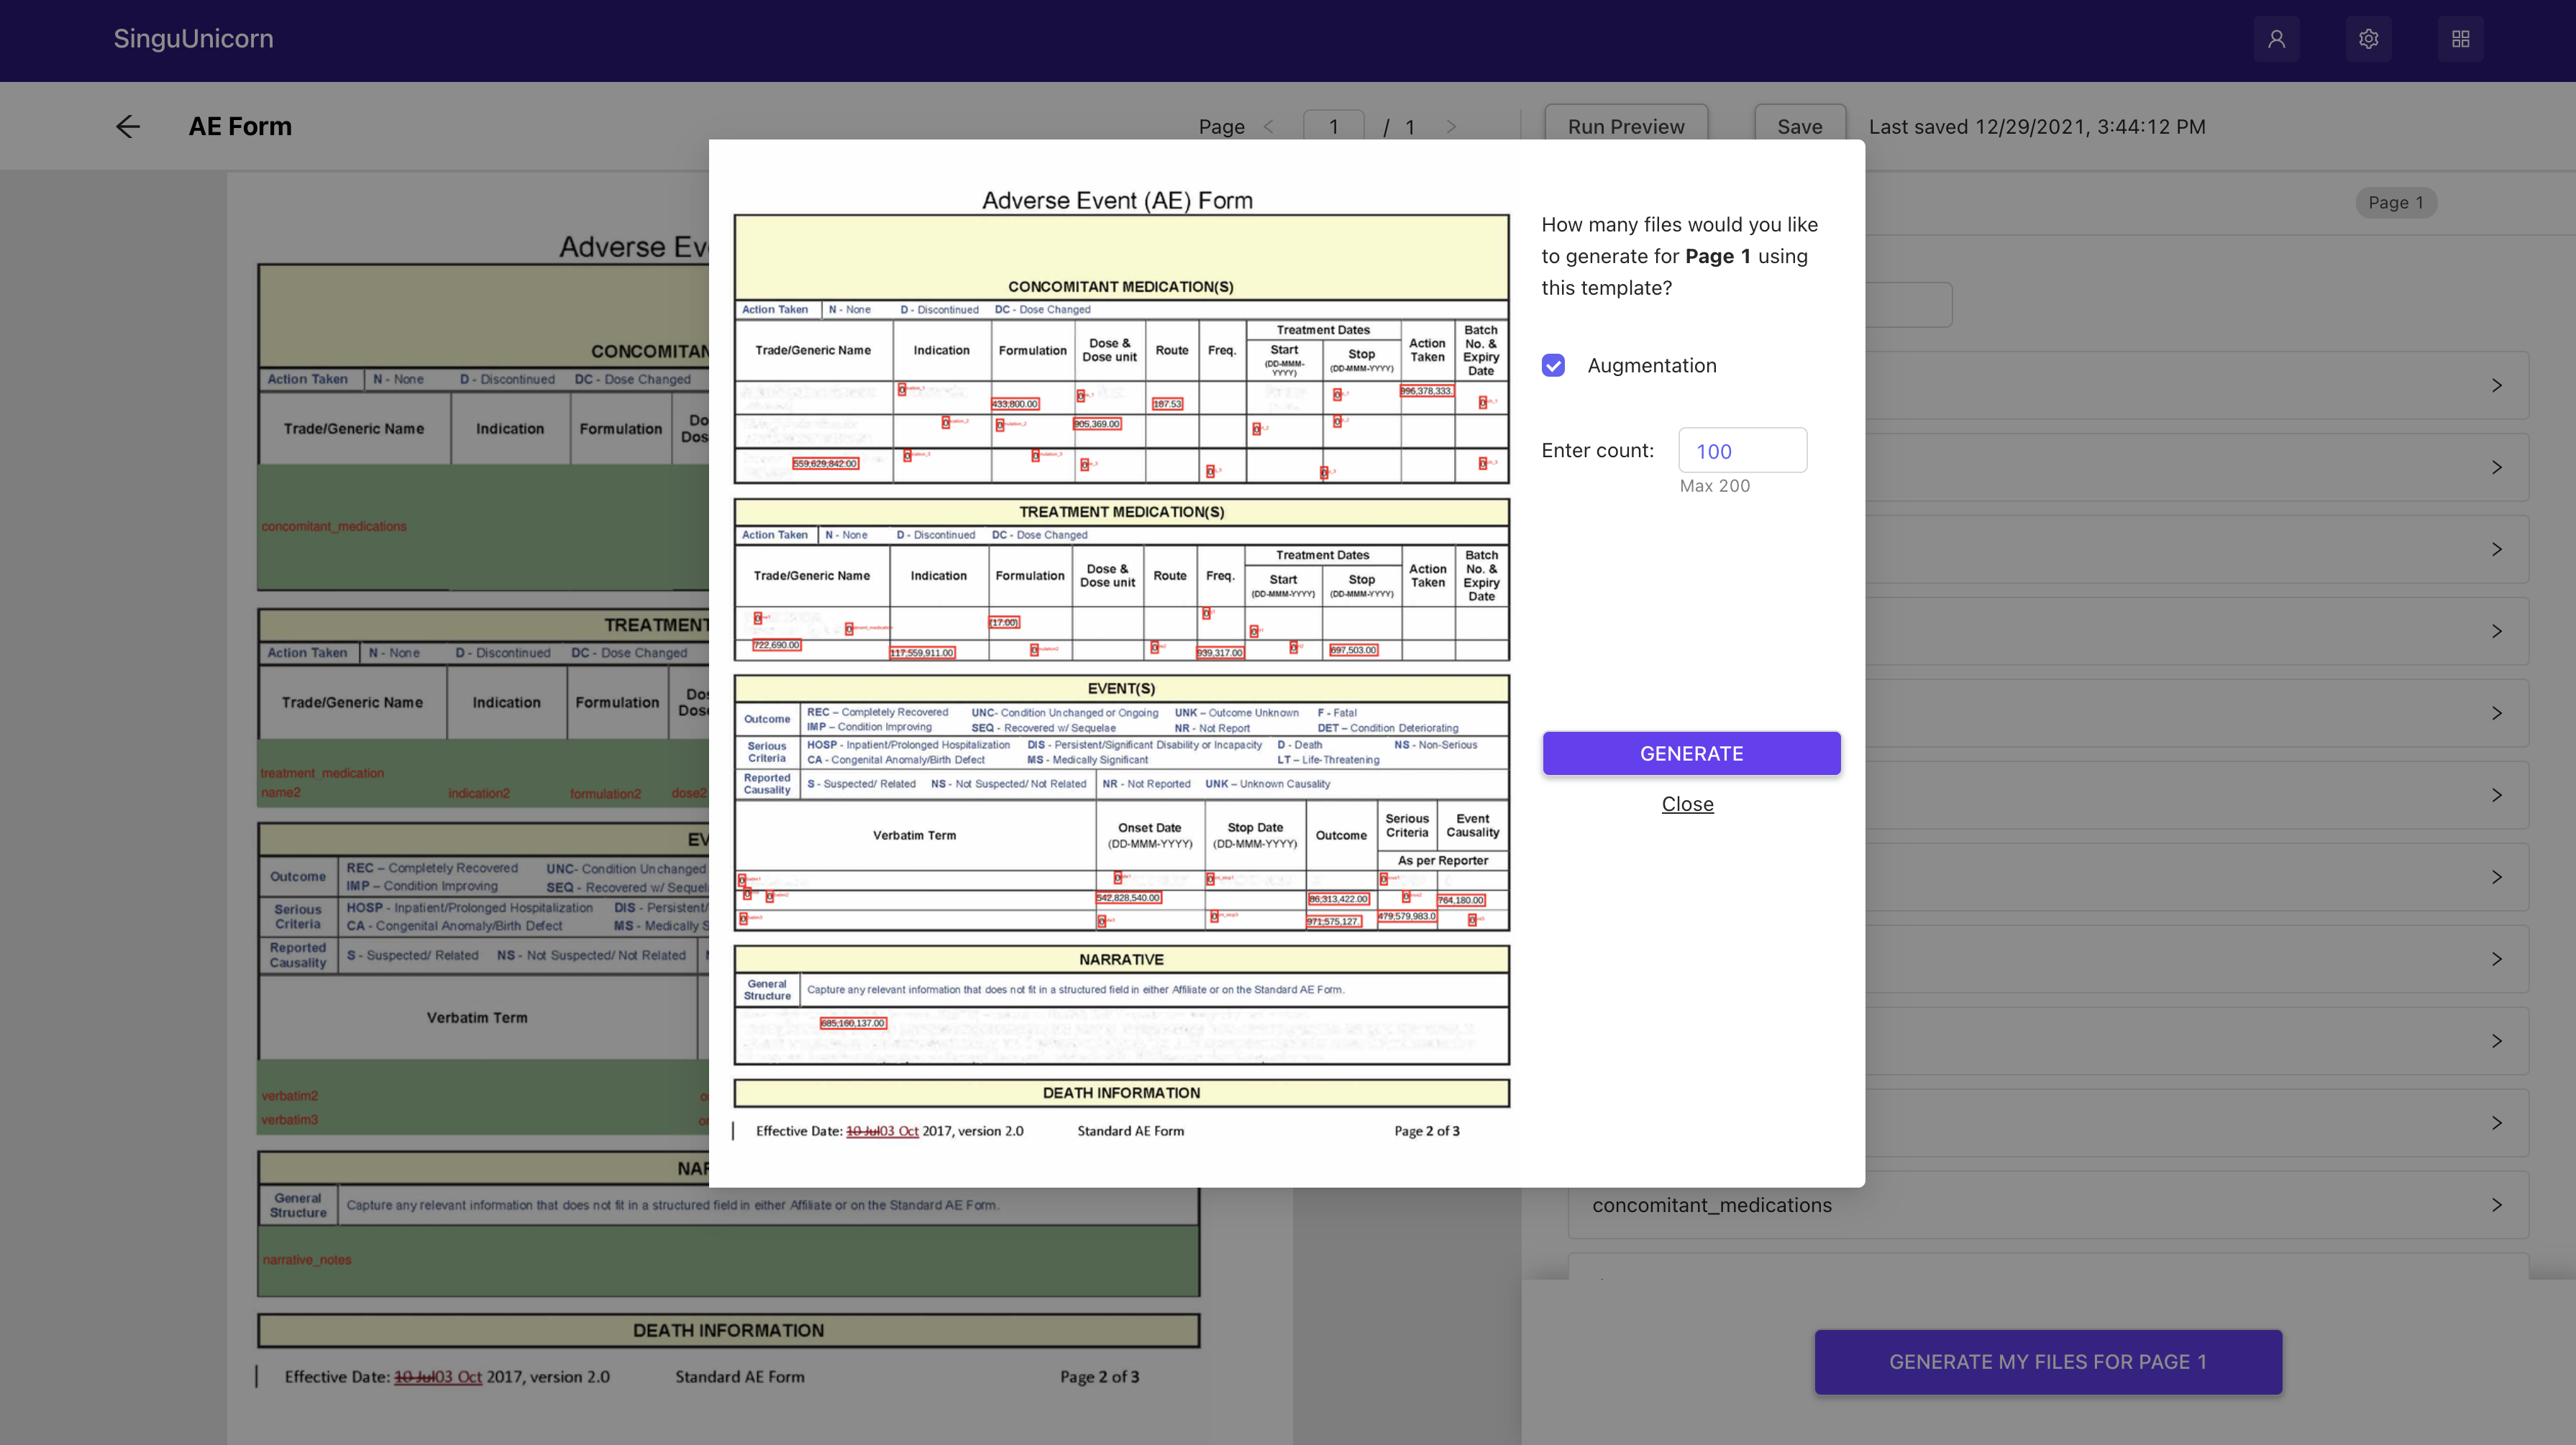 SinguUnicorn
AE Form
Page 1 / 1
Run Preview
Save
Last saved 12/29/2021, 3:44:12 PM
Page 1
Adverse Ev
CONCOMITAN
Action Taken N - None D - Discontinued DC - Dose Changed
Trade/Generic Name Indication Formulation Do
Dos
concomitant_medications
TREATMENT
Action Taken N - None D - Discontinued DC - Dose Changed
Trade/Generic Name Indication Formulation Dos
Dose
treatment_medication
name2 indication2 formulation2 dose2
EV
Outcome REC – Completely Recovered UNC- Condition Unchanged
IMP – Condition Improving SEQ - Recovered w/ Sequel
Serious Criteria HOSP - Inpatient/Prolonged Hospitalization DIS - Persistent/
CA - Congenital Anomaly/Birth Defect MS - Medically S
Reported Causality S - Suspected/ Related NS - Not Suspected/ Not Related
Verbatim Term
verbatim2 o
verbatim3 o
NAR
General Structure Capture any relevant information that does not fit in a structured field in either Affiliate or on the Standard AE Form.
narrative_notes
DEATH INFORMATION
Effective Date: 10 Jul03 Oct 2017, version 2.0 Standard AE Form Page 2 of 3
Adverse Event (AE) Form
CONCOMITANT MEDICATION(S)
Action Taken N - None D - Discontinued DC - Dose Changed
Trade/Generic Name Indication Formulation Dose & Dose unit Route Freq. Treatment Dates Start (DD-MMM-YYYY) Stop (DD-MMM-YYYY) Action Taken Batch No. & Expiry Date
433,800.00 187.53 996,378,333.
905,369.00
559,629,842.00
TREATMENT MEDICATION(S)
Action Taken N - None D - Discontinued DC - Dose Changed
Trade/Generic Name Indication Formulation Dose & Dose unit Route Freq. Treatment Dates Start (DD-MMM-YYYY) Stop (DD-MMM-YYYY) Action Taken Batch No. & Expiry Date
(17.00)
722,690.00 117,559,911.00 939,317.00 697,503.00
EVENT(S)
Outcome REC – Completely Recovered UNC- Condition Unchanged or Ongoing UNK – Outcome Unknown F - Fatal
IMP – Condition Improving SEQ - Recovered w/ Sequelae NR - Not Report DET – Condition Deteriorating
Serious Criteria HOSP - Inpatient/Prolonged Hospitalization DIS - Persistent/Significant Disability or Incapacity D - Death NS - Non-Serious
CA - Congenital Anomaly/Birth Defect MS - Medically Significant LT – Life-Threatening
Reported Causality S - Suspected/ Related NS - Not Suspected/ Not Related NR - Not Reported UNK – Unknown Causality
Verbatim Term Onset Date (DD-MMM-YYYY) Stop Date (DD-MMM-YYYY) Outcome Serious Criteria Event Causality
As per Reporter
542,828,540.00 86,313,422.00 764,180.00
971,575,127. 479,579,983.0
NARRATIVE
General Structure Capture any relevant information that does not fit in a structured field in either Affiliate or on the Standard AE Form.
685,160,137.00
DEATH INFORMATION
Effective Date: 10 Jul03 Oct 2017, version 2.0 Standard AE Form Page 2 of 3
How many files would you like
to generate for Page 1 using
this template?
Augmentation
Enter count: 100
Max 200
GENERATE
Close
concomitant_medications
GENERATE MY FILES FOR PAGE 1